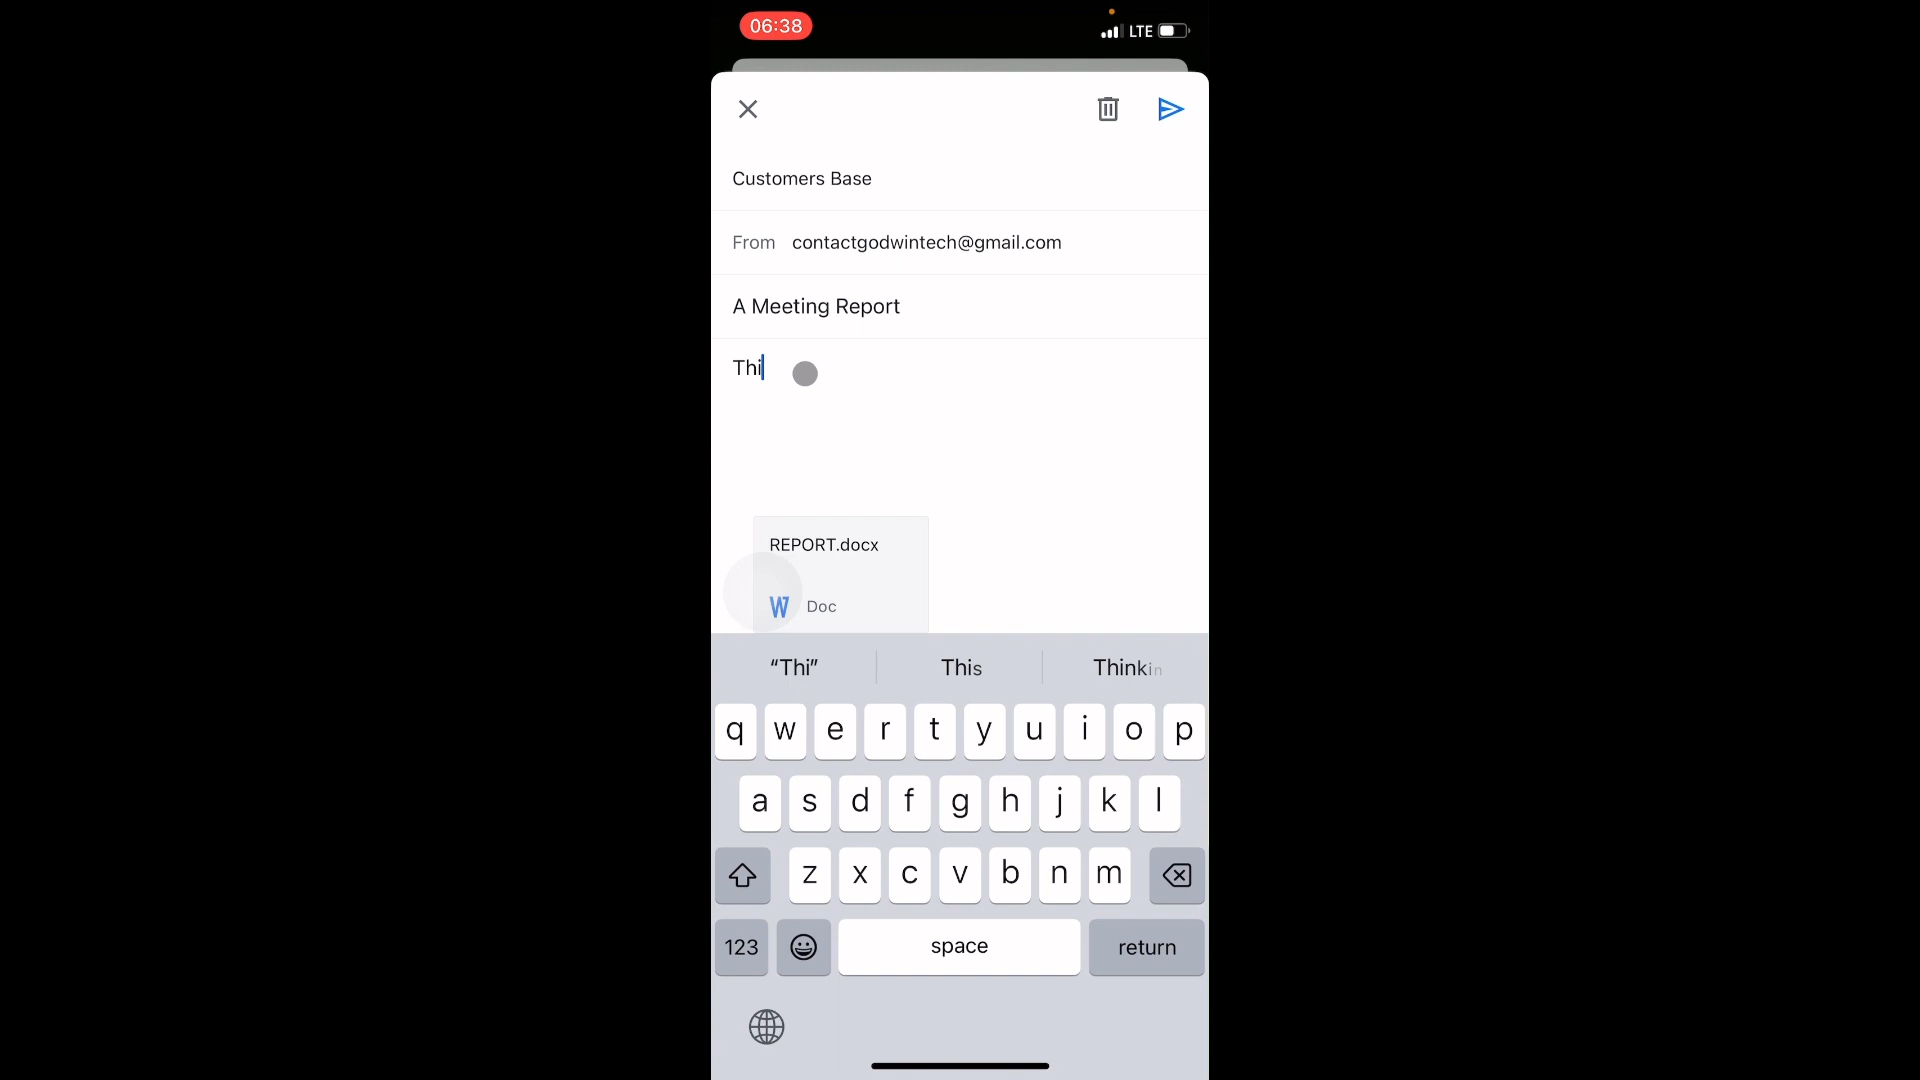 06:38 LTE
Customers Base
From contactgodwintech@gmail.com
A Meeting Report
Thi
REPORT.docx
W Doc
“Thi” This Thinkin
q w e r t y u i o p
a s d f g h j k l
z x c v b n m
123 space return